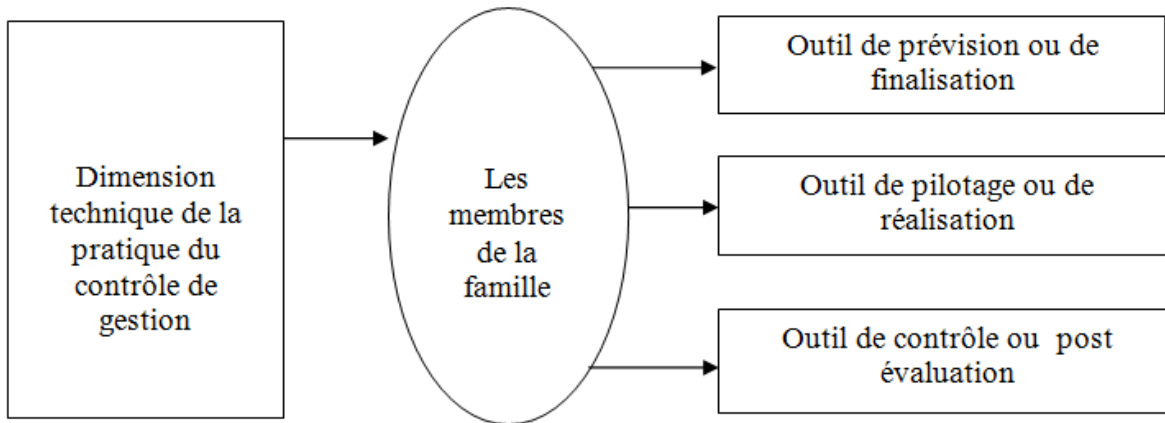 Dimension
technique de la
pratique du
contrôle de
gestion
Les
membres
de la
famille
Outil de prévision ou de
finalisation
Outil de pilotage ou de
réalisation
Outil de contrôle ou  post
évaluation